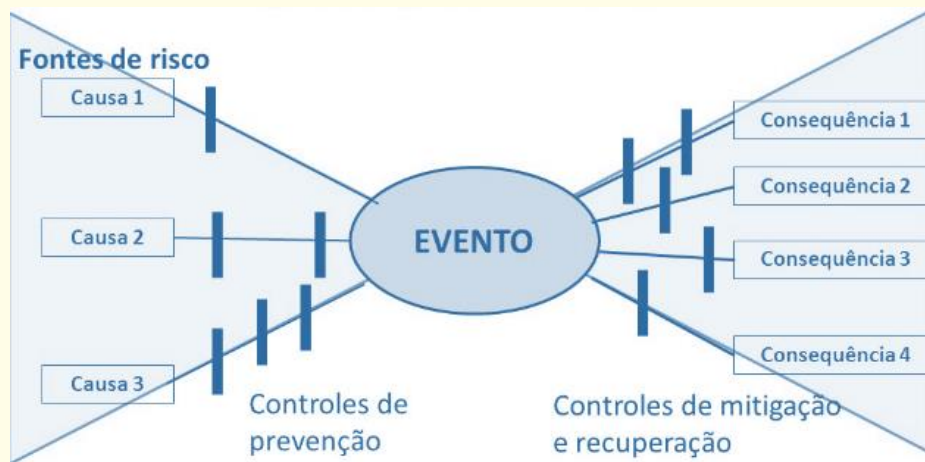 Fontes de risco
Causa 1
Causa 2
Causa 3
EVENTO
Consequência 1
Consequência 2
Consequência 3
Consequência 4
Controles de
prevenção
Controles de mitigação
e recuperação